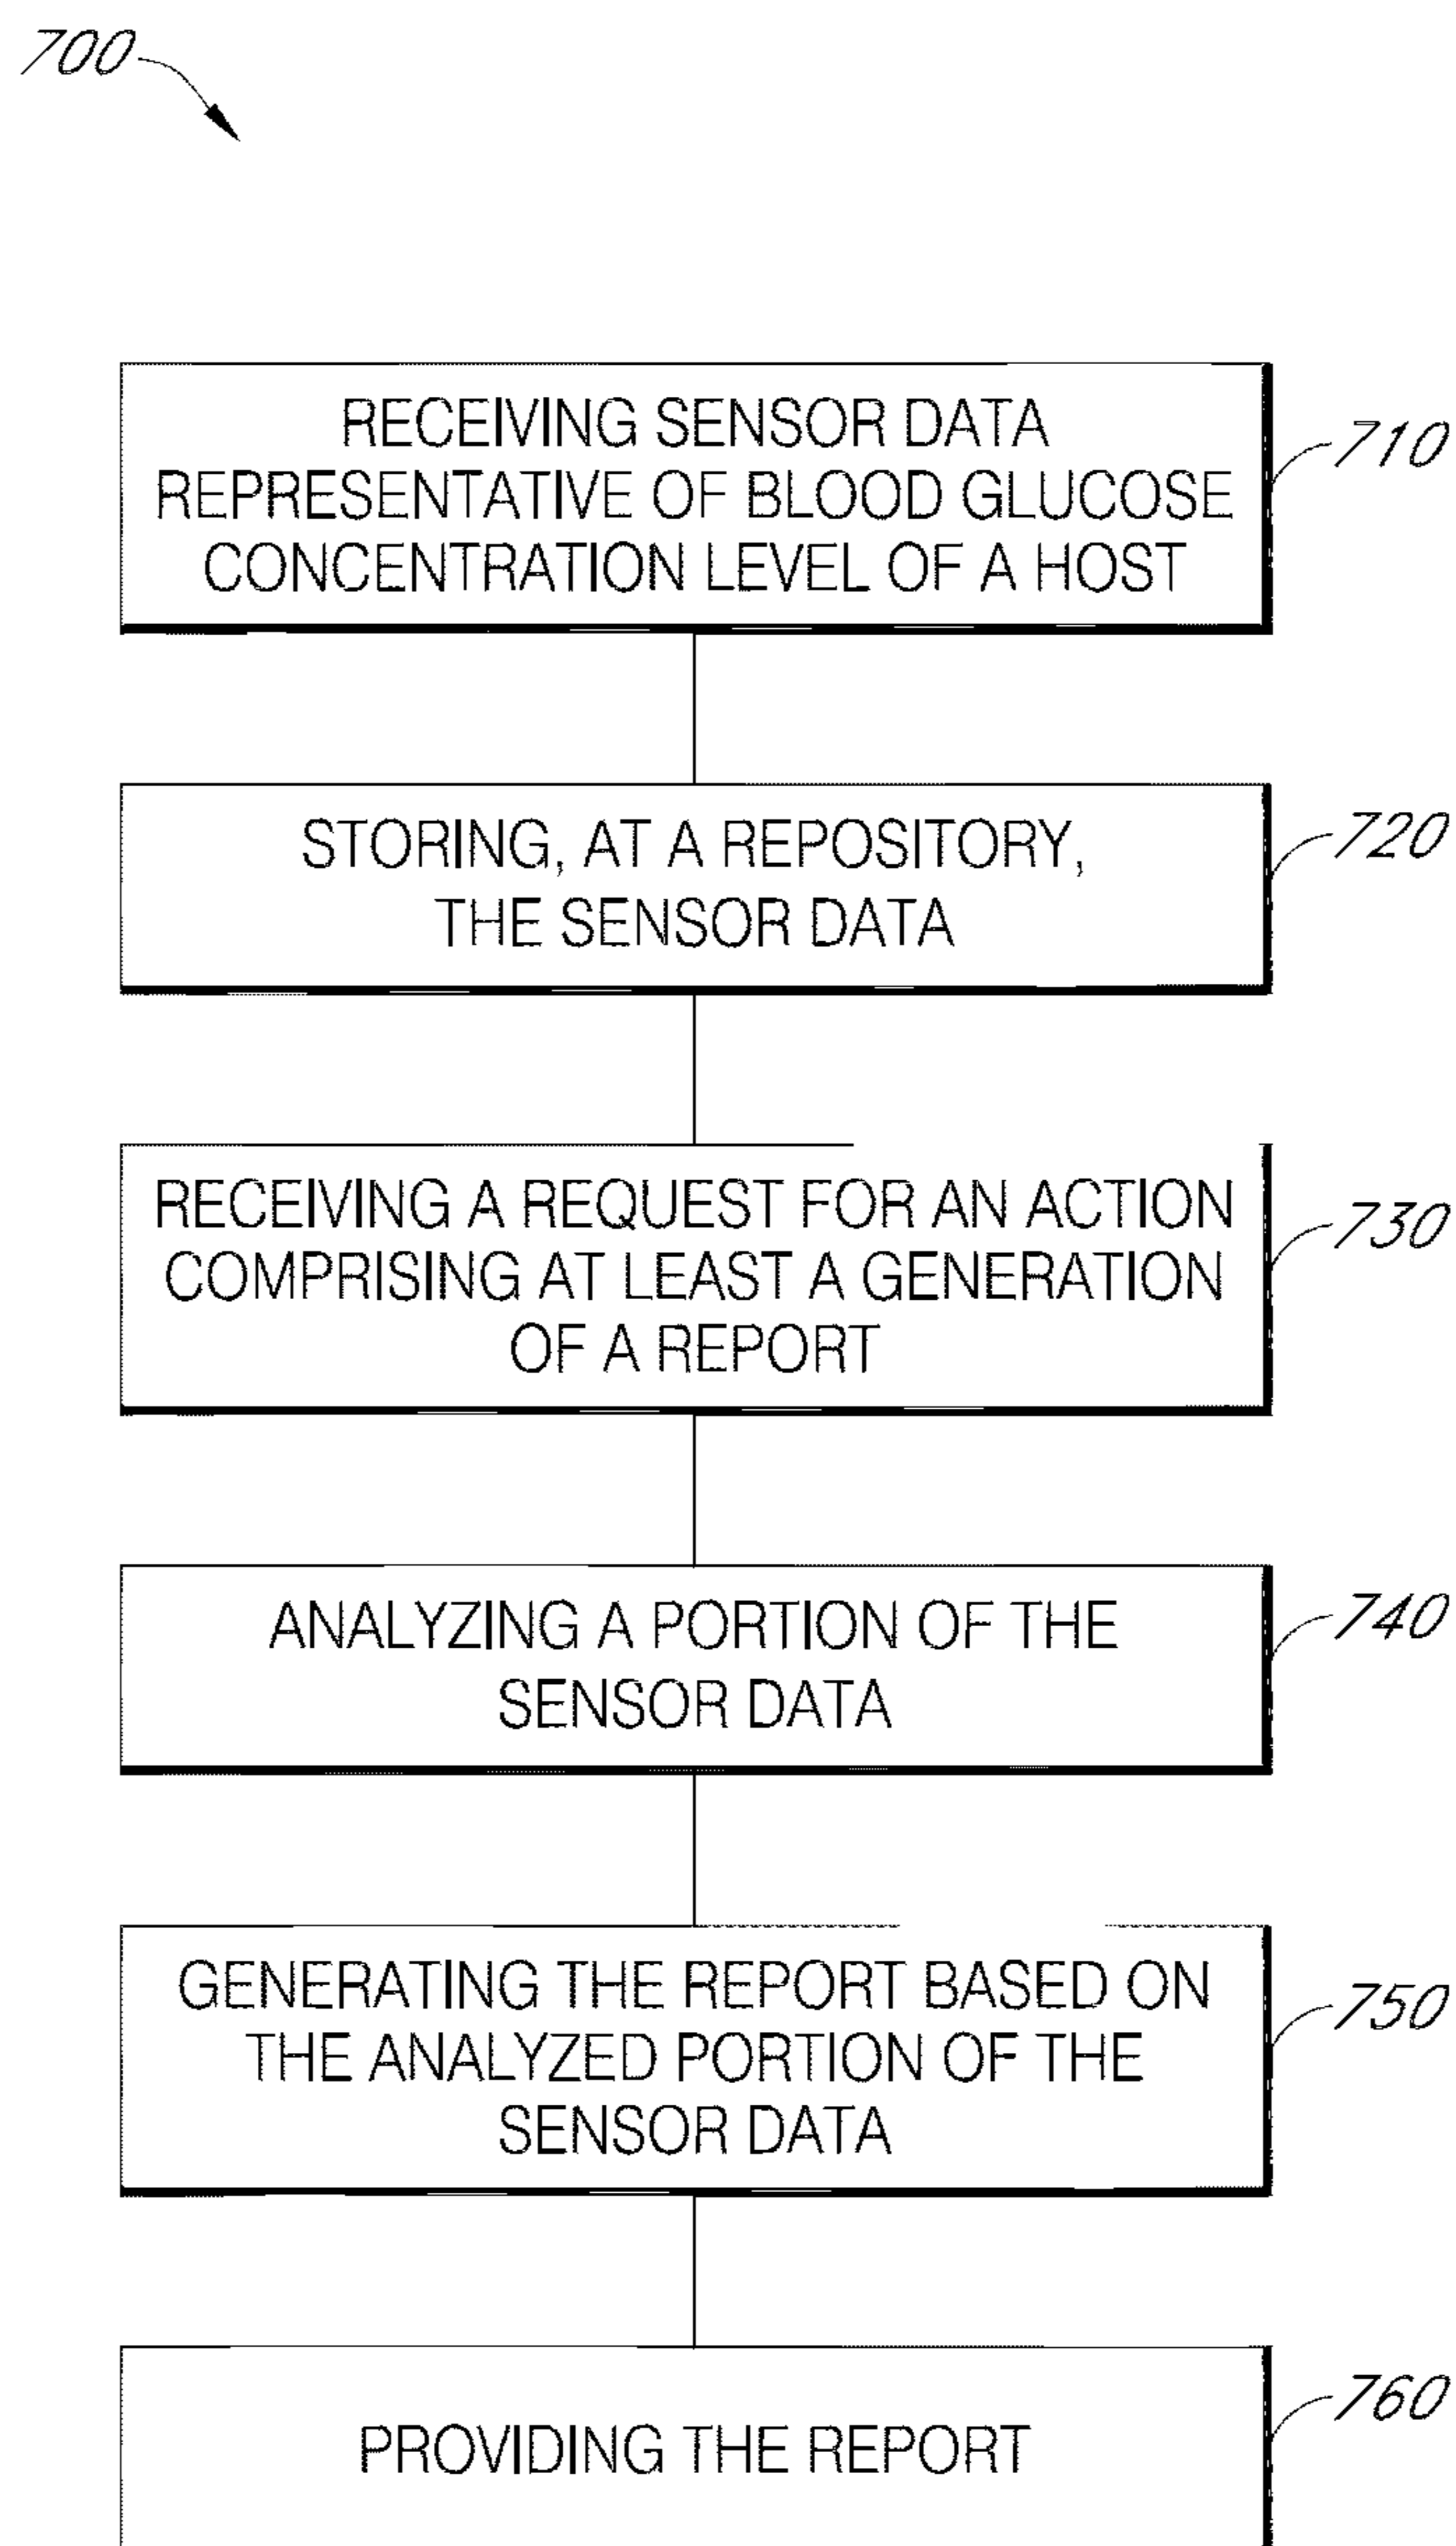 700
RECEIVING SENSOR DATA
REPRESENTATIVE OF BLOOD GLUCOSE
CONCENTRATION LEVEL OF A HOST
710
STORING, AT A REPOSITORY,
THE SENSOR DATA
720
RECEIVING A REQUEST FOR AN ACTION
COMPRISING AT LEAST A GENERATION
OF A REPORT
730
ANALYZING A PORTION OF THE
SENSOR DATA
740
GENERATING THE REPORT BASED ON
THE ANALYZED PORTION OF THE
SENSOR DATA
750
PROVIDING THE REPORT
760